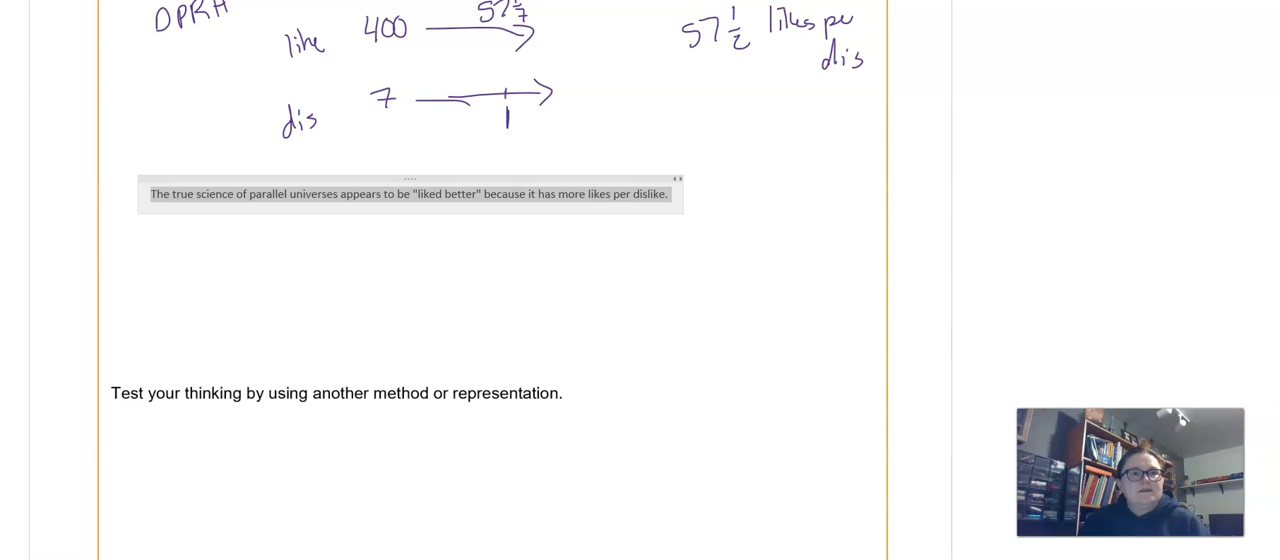 DPRH
like 400 57 1/7
57 1/2 likes per dis
dis 7
1
The true science of parallel universes appears to be "liked better" because it has more likes per dislike.
Test your thinking by using another method or representation.